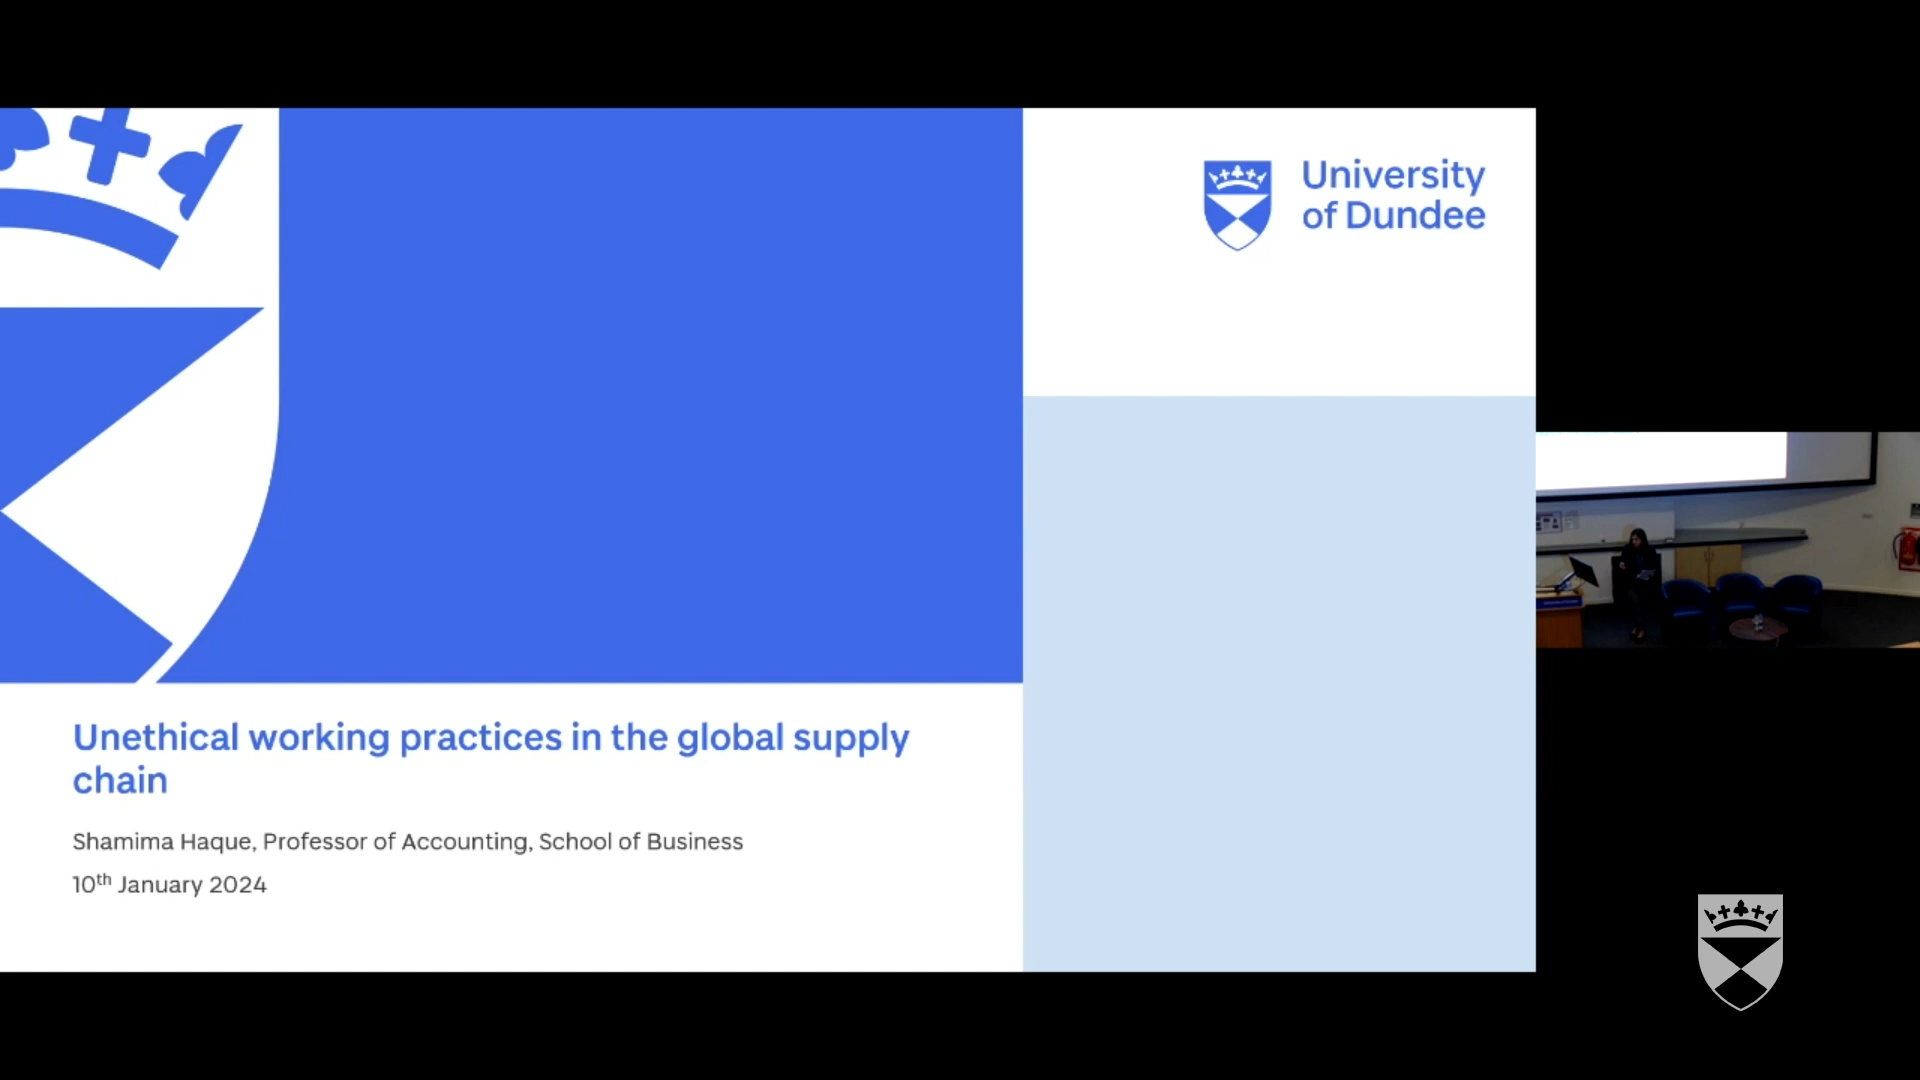 University
of Dundee
Unethical working practices in the global supply
chain
Shamima Haque, Professor of Accounting, School of Business
10th January 2024